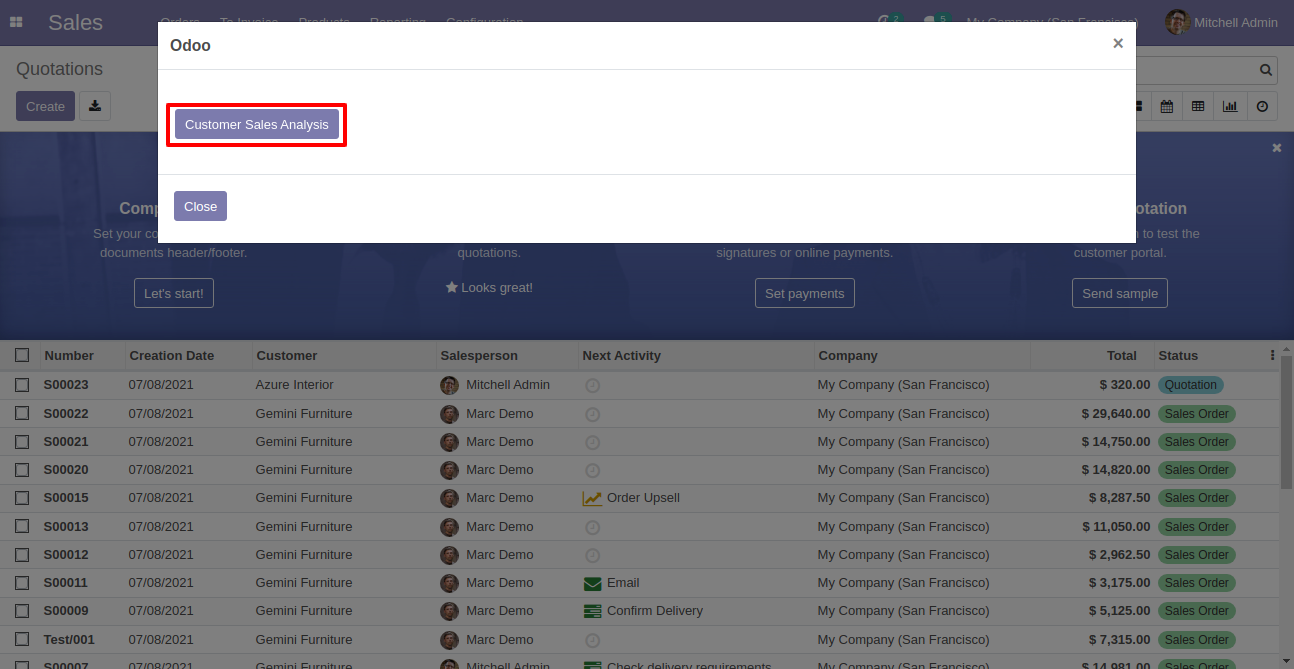 Sales Orders To Invoice Products Reporting Configuration 2 5 My Company (San Francisco) Mitchell Admin
Odoo ×
Quotations
Create
Customer Sales Analysis
Close
Set your
documents header/footer.
Let's start!
quotations.
Looks great!
signatures or online payments.
Set payments
to test the
customer portal.
Send sample
Number Creation Date Customer Salesperson Next Activity Company Total Status
S00023 07/08/2021 Azure Interior Mitchell Admin My Company (San Francisco) $ 320.00 Quotation
S00022 07/08/2021 Gemini Furniture Marc Demo My Company (San Francisco) $ 29,640.00 Sales Order
S00021 07/08/2021 Gemini Furniture Marc Demo My Company (San Francisco) $ 14,750.00 Sales Order
S00020 07/08/2021 Gemini Furniture Marc Demo My Company (San Francisco) $ 14,820.00 Sales Order
S00015 07/08/2021 Gemini Furniture Marc Demo Order Upsell My Company (San Francisco) $ 8,287.50 Sales Order
S00013 07/08/2021 Gemini Furniture Marc Demo My Company (San Francisco) $ 11,050.00 Sales Order
S00012 07/08/2021 Gemini Furniture Marc Demo My Company (San Francisco) $ 2,962.50 Sales Order
S00011 07/08/2021 Gemini Furniture Marc Demo Email My Company (San Francisco) $ 3,175.00 Sales Order
S00009 07/08/2021 Gemini Furniture Marc Demo Confirm Delivery My Company (San Francisco) $ 5,125.00 Sales Order
Test/001 07/08/2021 Gemini Furniture Marc Demo My Company (San Francisco) $ 7,315.00 Sales Order
S00007 07/08/2021 Gemini Furniture Mitchell Admin Check delivery requirements My Company (San Francisco) $ 14,981.00 Sales Order